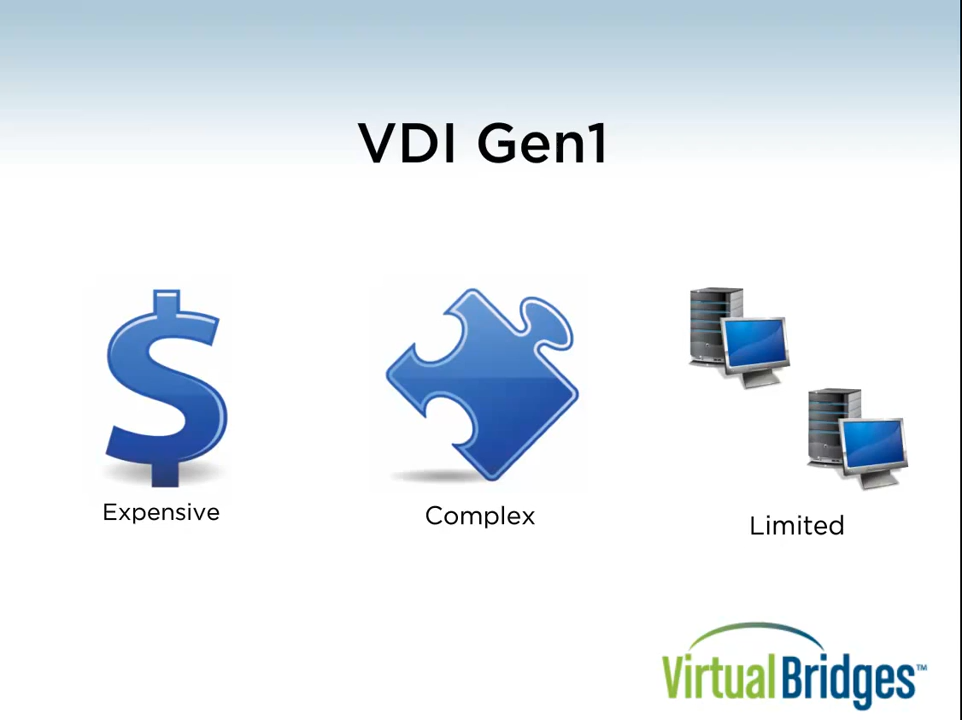 VDI Gen1
Expensive
Complex
Limited
VirtualBridges™